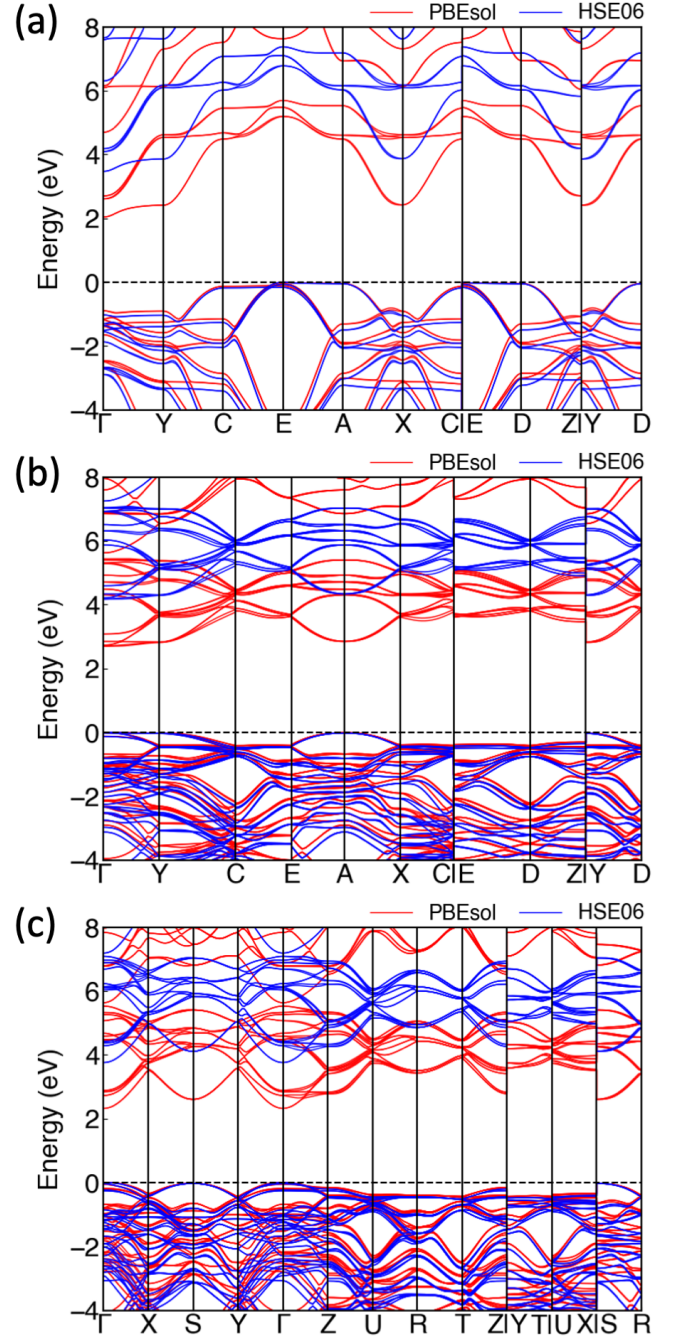 (a)
PBEsol HSE06
Energy (eV)
8
6
4
2
0
−2
−4
Γ Y C E A X C|E D Z|Y D
(b)
PBEsol HSE06
Energy (eV)
8
6
4
2
0
−2
−4
Γ Y C E A X C|E D Z|Y D
(c)
PBEsol HSE06
Energy (eV)
8
6
4
2
0
−2
−4
Γ X S Y Γ Z U R T Z|Y T|U X|S R